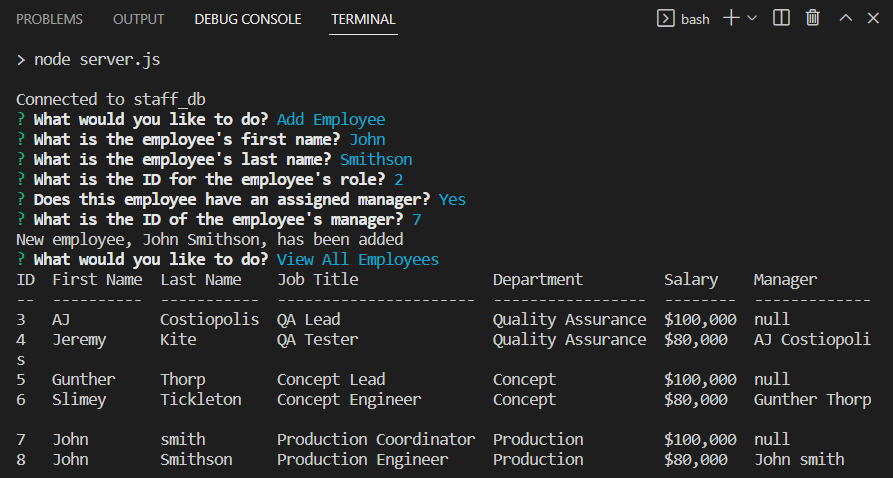 PROBLEMS OUTPUT DEBUG CONSOLE TERMINAL bash
> node server.js
Connected to staff_db
? What would you like to do? Add Employee
? What is the employee's first name? John
? What is the employee's last name? Smithson
? What is the ID for the employee's role? 2
? Does this employee have an assigned manager? Yes
? What is the ID of the employee's manager? 7
New employee, John Smithson, has been added
? What would you like to do? View All Employees
ID  First Name  Last Name    Job Title               Department         Salary    Manager
--  ----------  -----------  ----------------------  -----------------  --------  -------------
3   AJ          Costiopolis  QA Lead                 Quality Assurance  $100,000  null
4   Jeremy      Kite         QA Tester               Quality Assurance  $80,000   AJ Costiopoli
s
5   Gunther     Thorp        Concept Lead            Concept            $100,000  null
6   Slimey      Tickleton    Concept Engineer        Concept            $80,000   Gunther Thorp
7   John        smith        Production Coordinator  Production         $100,000  null
8   John        Smithson     Production Engineer     Production         $80,000   John smith